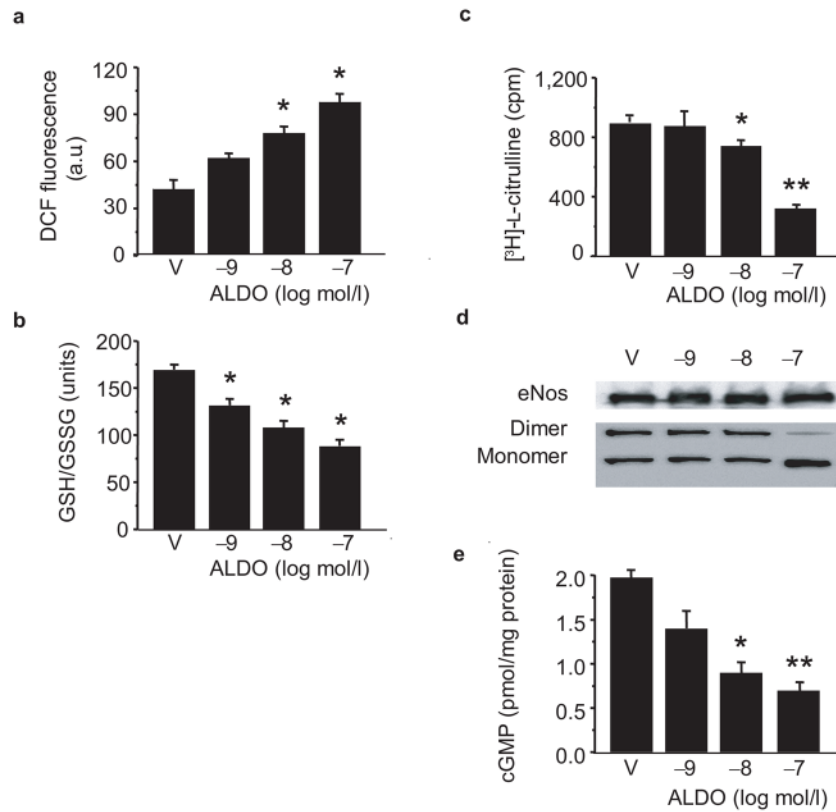 a
120
90
60
30
0
DCF fluorescence
(a.u)
* *
V –9 –8 –7
ALDO (log mol/l)
b
200
150
100
50
0
GSH/GSSG (units)
* * *
V –9 –8 –7
ALDO (log mol/l)
c
1,200
800
400
0
[³H]-L-citrulline (cpm)
* **
V –9 –8 –7
ALDO (log mol/l)
d
V –9 –8 –7
eNos
Dimer
Monomer
e
2.0
1.5
1.0
0.5
0.0
cGMP (pmol/mg protein)
* **
V –9 –8 –7
ALDO (log mol/l)